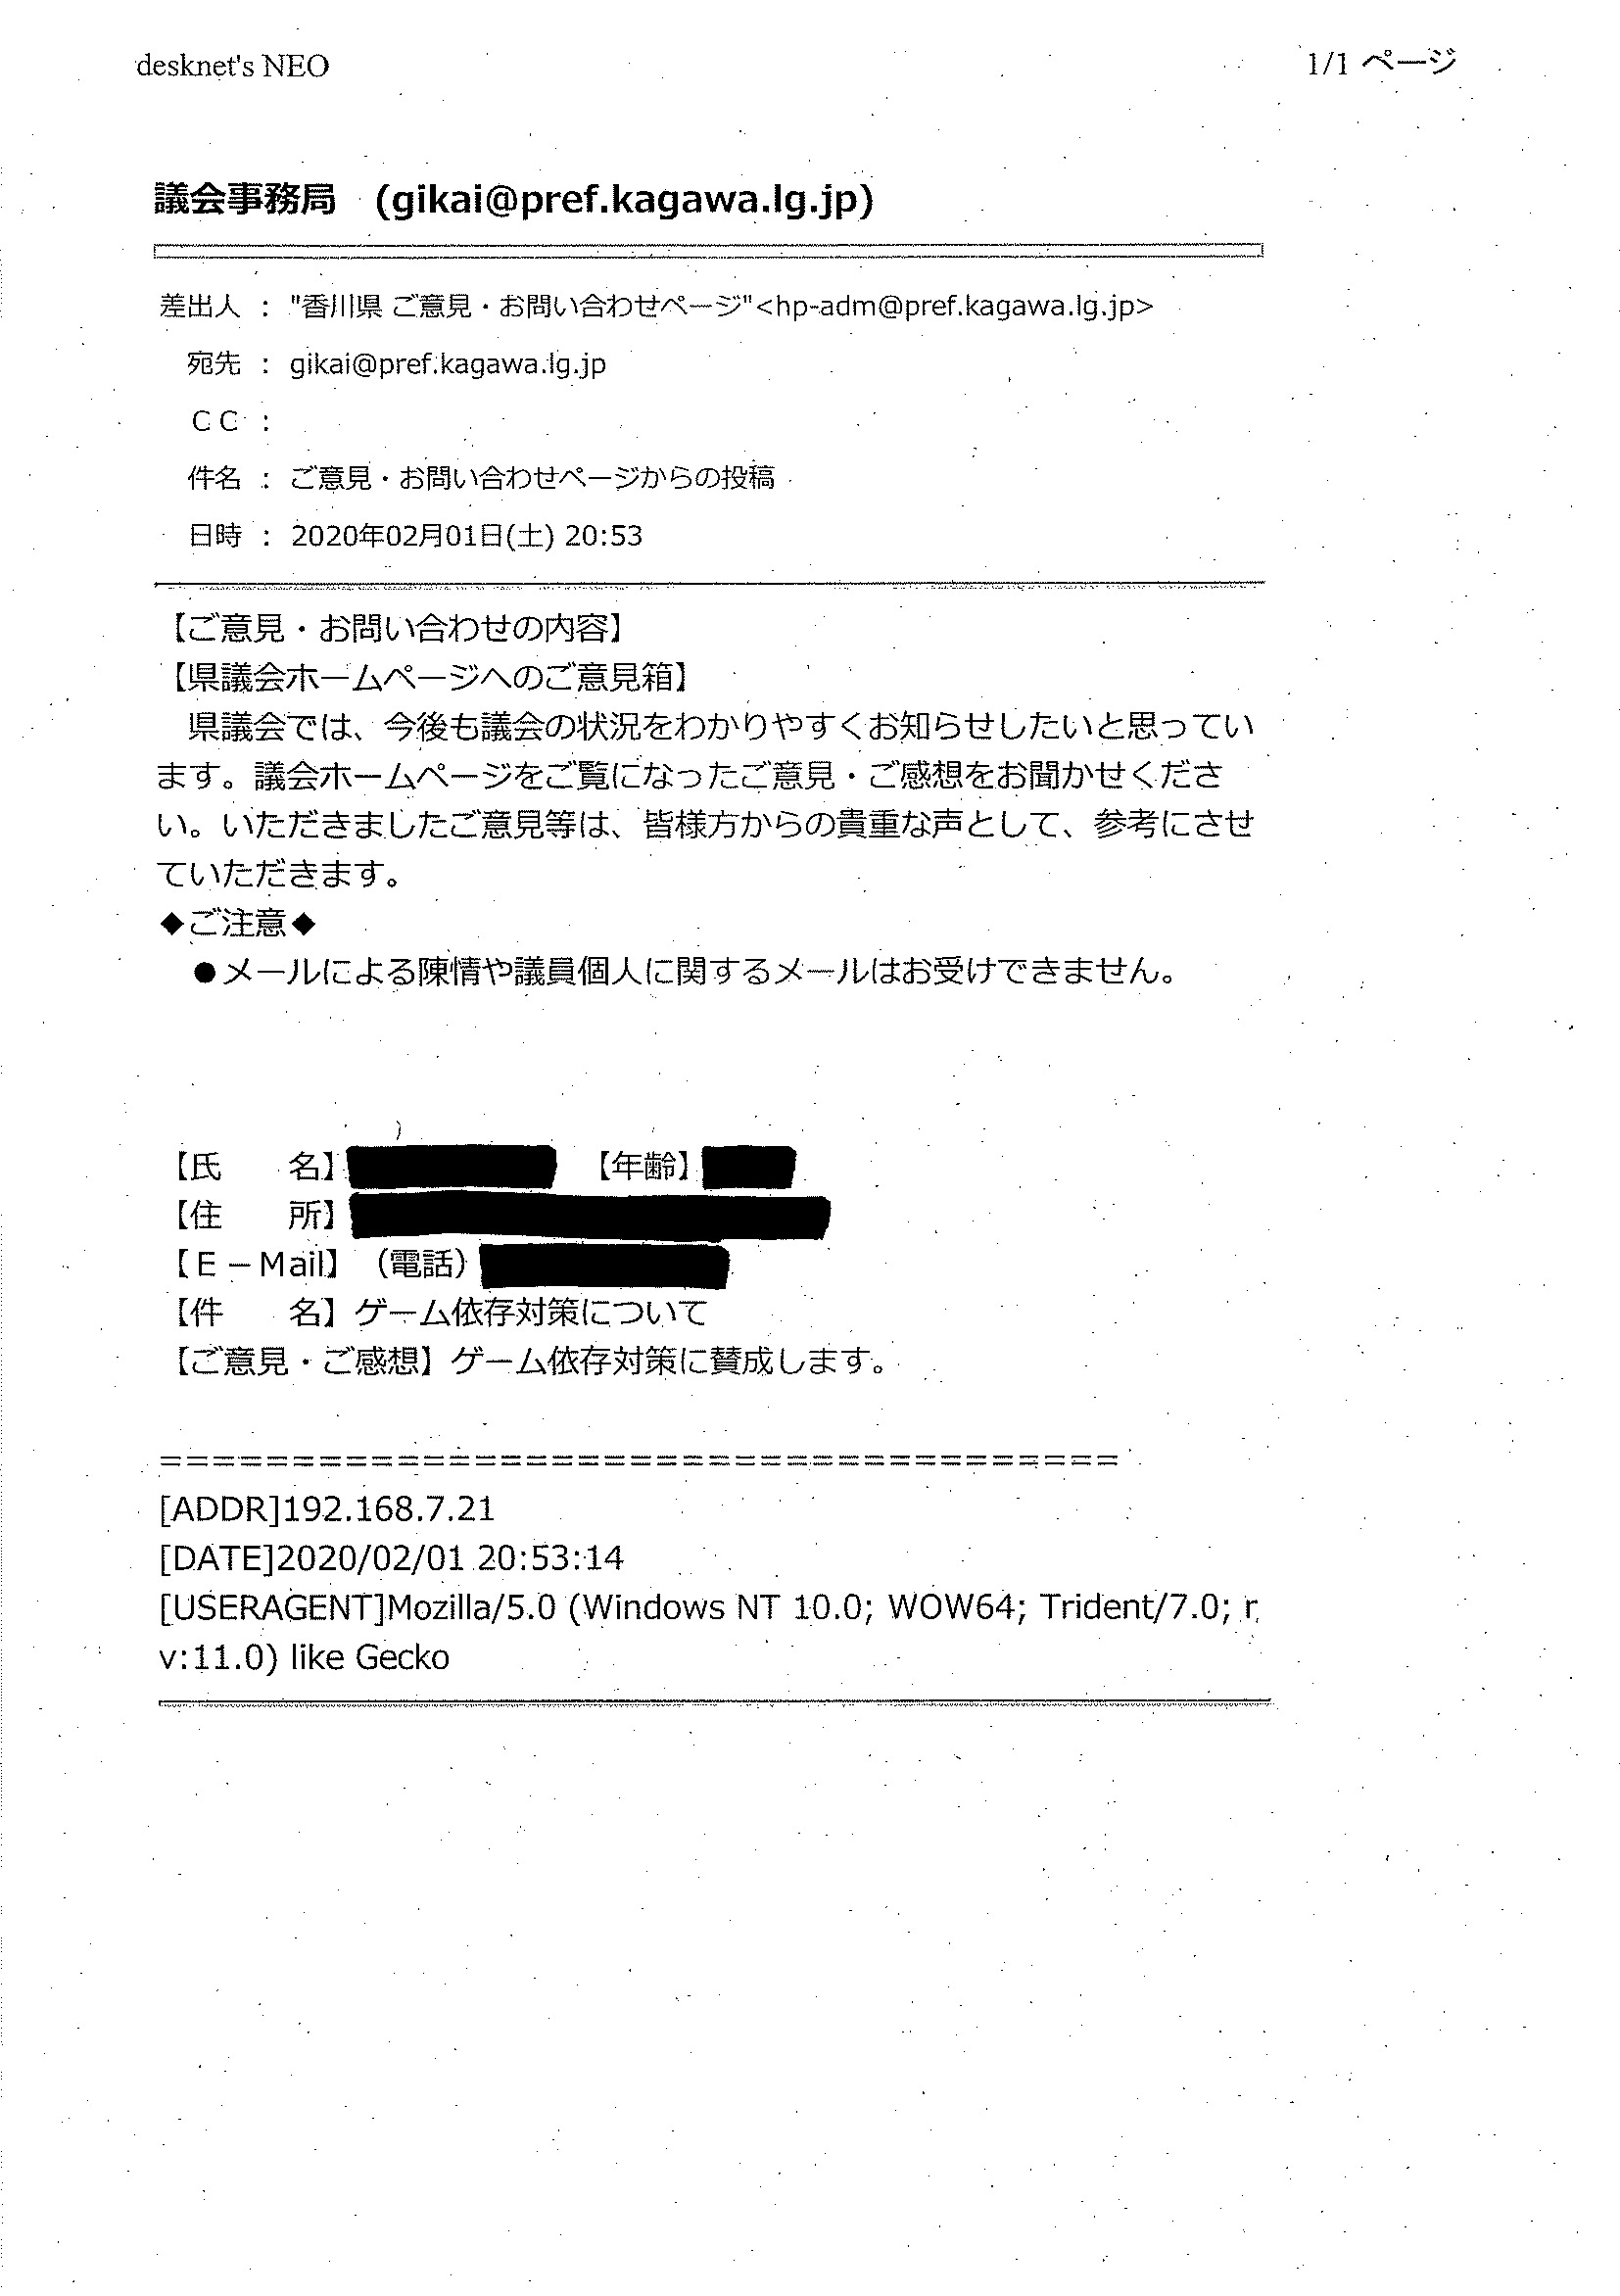 desknet's NEO
1/1 ページ
議会事務局 (gikai@pref.kagawa.lg.jp)
差出人 : "香川県 ご意見・お問い合わせページ"<hp-adm@pref.kagawa.lg.jp>
宛先 : gikai@pref.kagawa.lg.jp
CC :
件名 : ご意見・お問い合わせページからの投稿
日時 : 2020年02月01日(土) 20:53
【ご意見・お問い合わせの内容】
【県議会ホームページへのご意見箱】
県議会では、今後も議会の状況をわかりやすくお知らせしたいと思ってい
ます。議会ホームページをご覧になったご意見・ご感想をお聞かせくださ
い。いただきましたご意見等は、皆様方からの貴重な声として、参考にさせ
ていただきます。
◆ご注意◆
●メールによる陳情や議員個人に関するメールはお受けできません。
【氏 名】 【年齢】
【住 所】
【E－Mail】（電話）
【件 名】ゲーム依存対策について
【ご意見・ご感想】ゲーム依存対策に賛成します。
=====================================
[ADDR]192.168.7.21
[DATE]2020/02/01 20:53:14
[USERAGENT]Mozilla/5.0 (Windows NT 10.0; WOW64; Trident/7.0; r
v:11.0) like Gecko